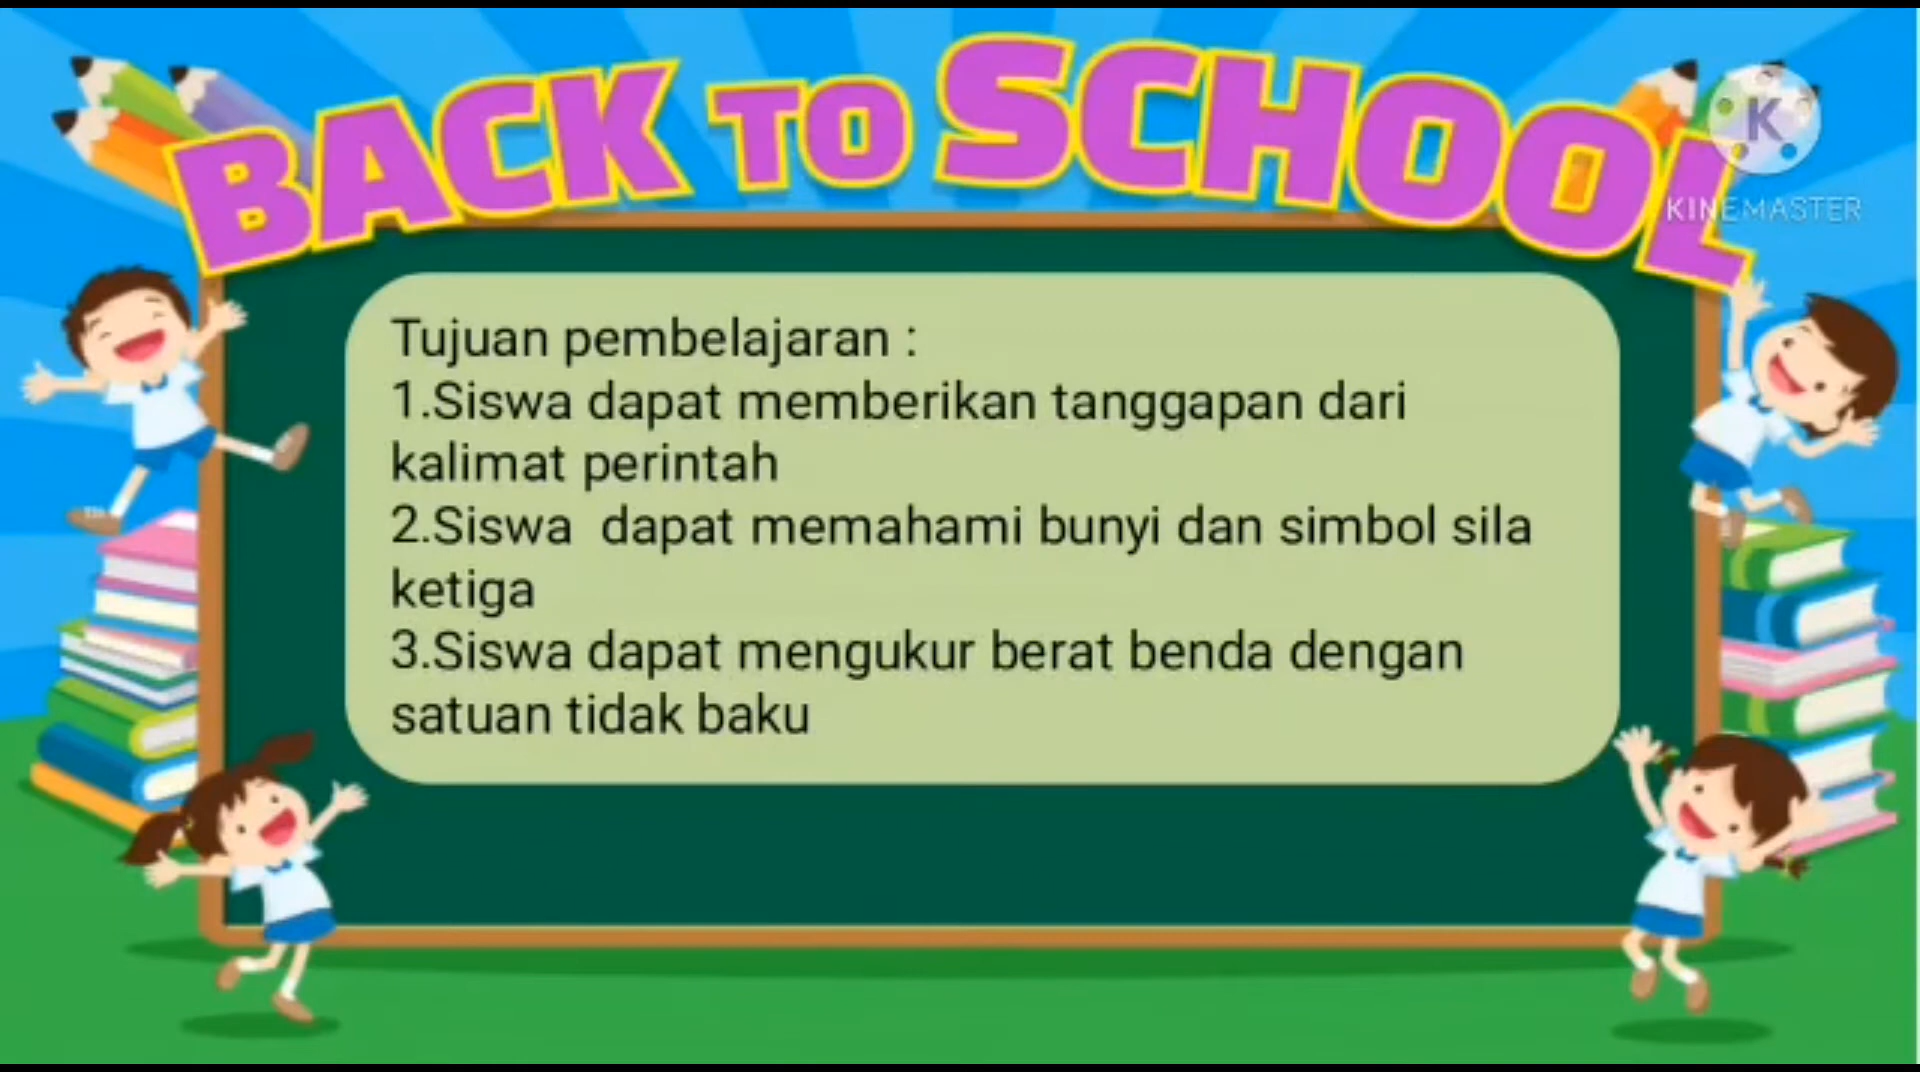 BACK TO SCHOOL
K
KINEMASTER
Tujuan pembelajaran :
1.Siswa dapat memberikan tanggapan dari
kalimat perintah
2.Siswa  dapat memahami bunyi dan simbol sila
ketiga
3.Siswa dapat mengukur berat benda dengan
satuan tidak baku